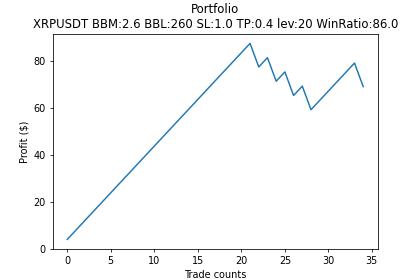 Portfolio
XRPUSDT BBM:2.6 BBL:260 SL:1.0 TP:0.4 lev:20 WinRatio:86.0
80
60
40
20
0
Profit ($)
0 5 10 15 20 25 30 35
Trade counts